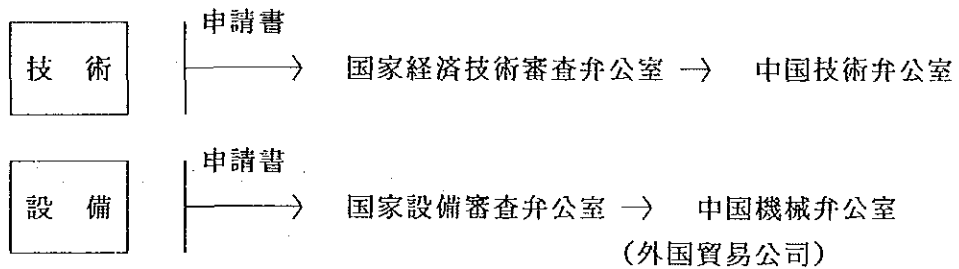 申請書
技術 国家経済技術審査弁公室 → 中国技術弁公室
申請書
設備 国家設備審査弁公室 → 中国機械弁公室
(外国貿易公司)